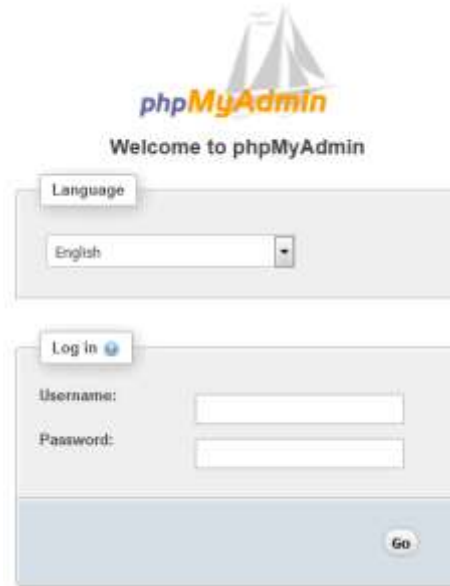 phpMyAdmin
Welcome to phpMyAdmin
Language
English
Log in
Username:
Password:
Go